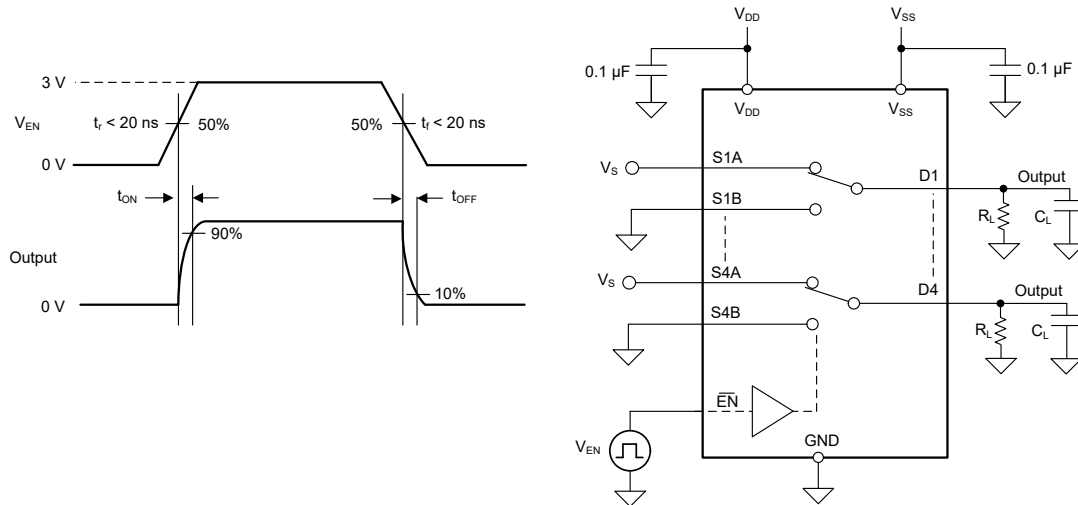 3 V
V_EN
t_r < 20 ns
50%
50%
t_f < 20 ns
0 V
t_ON
t_OFF
90%
Output
10%
0 V
V_DD
V_SS
0.1 µF
0.1 µF
V_DD
V_SS
V_S
S1A
D1
Output
S1B
R_L
C_L
V_S
S4A
D4
Output
S4B
R_L
C_L
E̅N̅
V_EN
GND